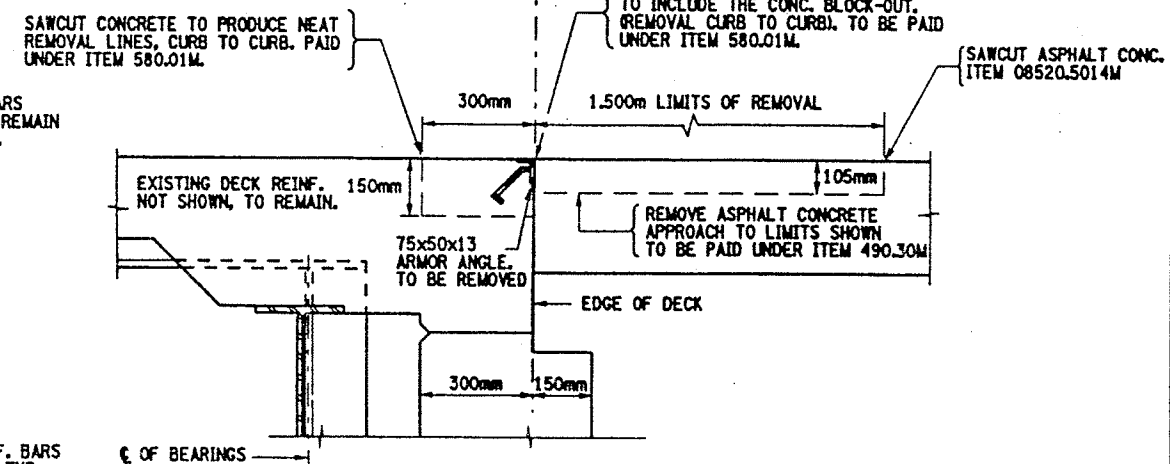 TO INCLUDE THE CONC. BLOCK-OUT.
(REMOVAL CURB TO CURB). TO BE PAID
UNDER ITEM 580.01M.
SAWCUT CONCRETE TO PRODUCE NEAT
REMOVAL LINES, CURB TO CURB. PAID
UNDER ITEM 580.01M.
SAWCUT ASPHALT CONC.
ITEM 08520.5014M
REMAIN
300mm
1.500m LIMITS OF REMOVAL
EXISTING DECK REINF.
NOT SHOWN, TO REMAIN.
150mm
105mm
REMOVE ASPHALT CONCRETE
APPROACH TO LIMITS SHOWN
TO BE PAID UNDER ITEM 490.30M
75x50x13
ARMOR ANGLE.
TO BE REMOVED
EDGE OF DECK
300mm
150mm
F. BARS
℄ OF BEARINGS